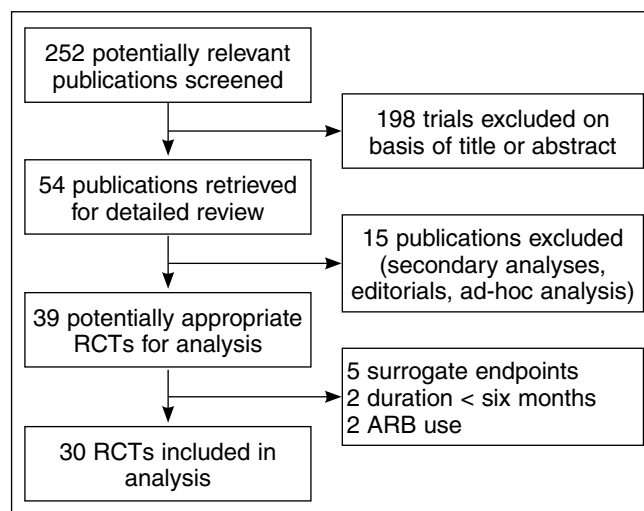 252 potentially relevant
publications screened
198 trials excluded on
basis of title or abstract
54 publications retrieved
for detailed review
15 publications excluded
(secondary analyses,
editorials, ad-hoc analysis)
39 potentially appropriate
RCTs for analysis
5 surrogate endpoints
2 duration < six months
2 ARB use
30 RCTs included in
analysis